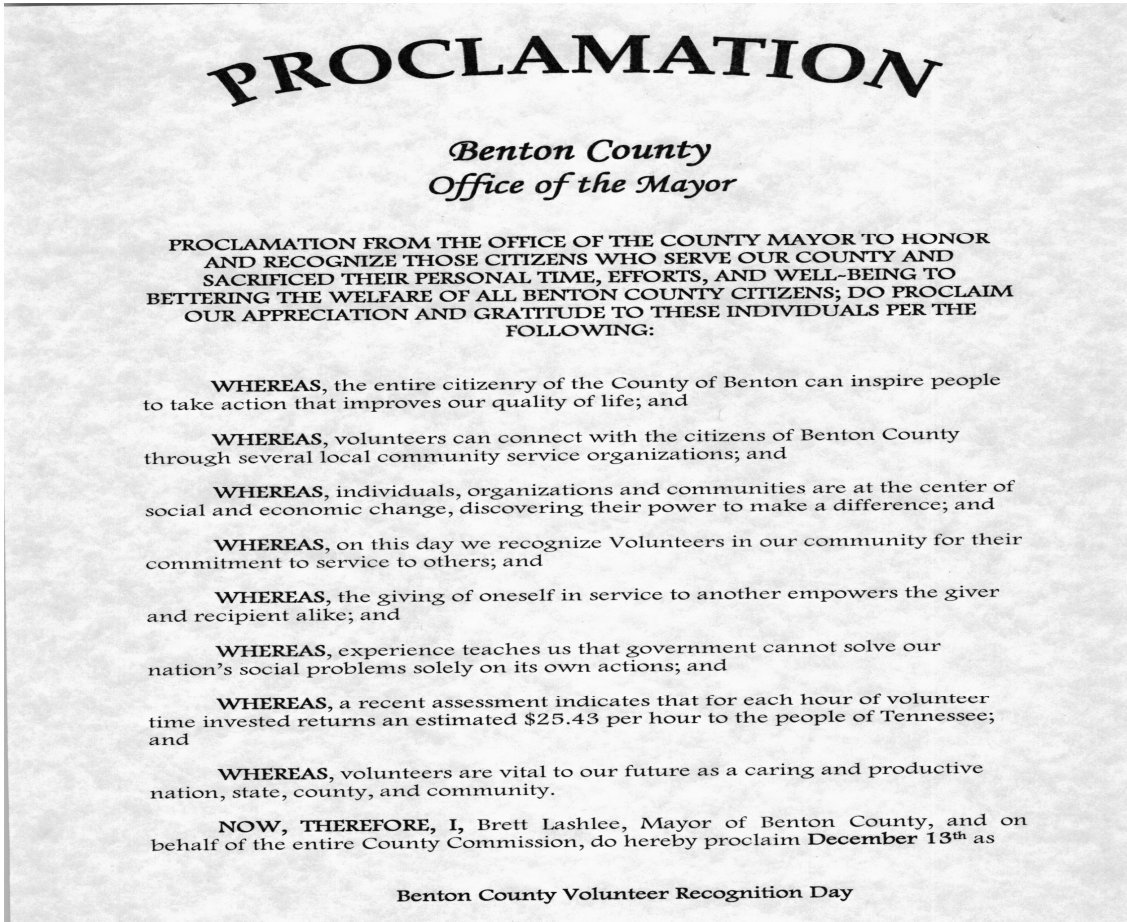 PROCLAMATION
Benton County
Office of the Mayor
PROCLAMATION FROM THE OFFICE OF THE COUNTY MAYOR TO HONOR
AND RECOGNIZE THOSE CITIZENS WHO SERVE OUR COUNTY AND
SACRIFICED THEIR PERSONAL TIME, EFFORTS, AND WELL-BEING TO
BETTERING THE WELFARE OF ALL BENTON COUNTY CITIZENS; DO PROCLAIM
OUR APPRECIATION AND GRATITUDE TO THESE INDIVIDUALS PER THE
FOLLOWING:
WHEREAS, the entire citizenry of the County of Benton can inspire people
to take action that improves our quality of life; and
WHEREAS, volunteers can connect with the citizens of Benton County
through several local community service organizations; and
WHEREAS, individuals, organizations and communities are at the center of
social and economic change, discovering their power to make a difference; and
WHEREAS, on this day we recognize Volunteers in our community for their
commitment to service to others; and
WHEREAS, the giving of oneself in service to another empowers the giver
and recipient alike; and
WHEREAS, experience teaches us that government cannot solve our
nation's social problems solely on its own actions; and
WHEREAS, a recent assessment indicates that for each hour of volunteer
time invested returns an estimated $25.43 per hour to the people of Tennessee;
and
WHEREAS, volunteers are vital to our future as a caring and productive
nation, state, county, and community.
NOW, THEREFORE, I, Brett Lashlee, Mayor of Benton County, and on
behalf of the entire County Commission, do hereby proclaim December 13th as
Benton County Volunteer Recognition Day